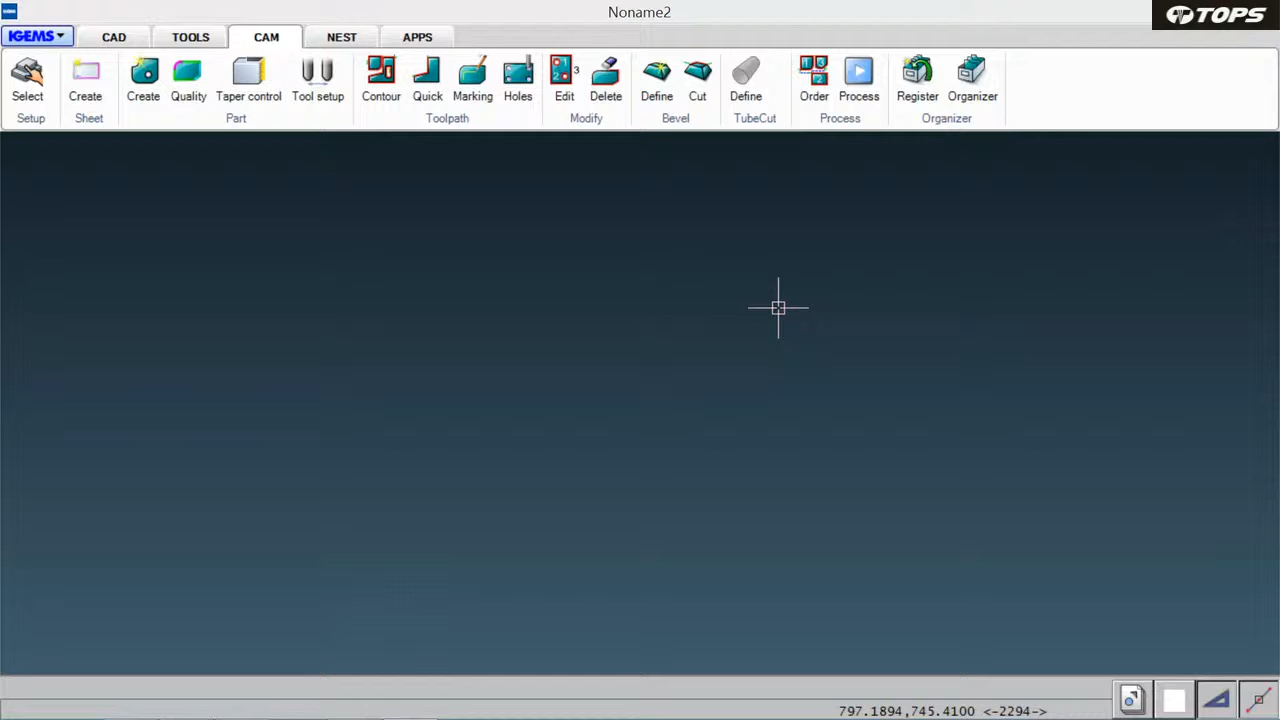 Noname2
TOPS
IGEMS CAD TOOLS CAM NEST APPS
Select Create Create Quality Taper control Tool setup Contour Quick Marking Holes Edit Delete Define Cut Define Order Process Register Organizer
Setup Sheet Part Toolpath Modify Bevel TubeCut Process Organizer
797.1894,745.4100 <-2294->